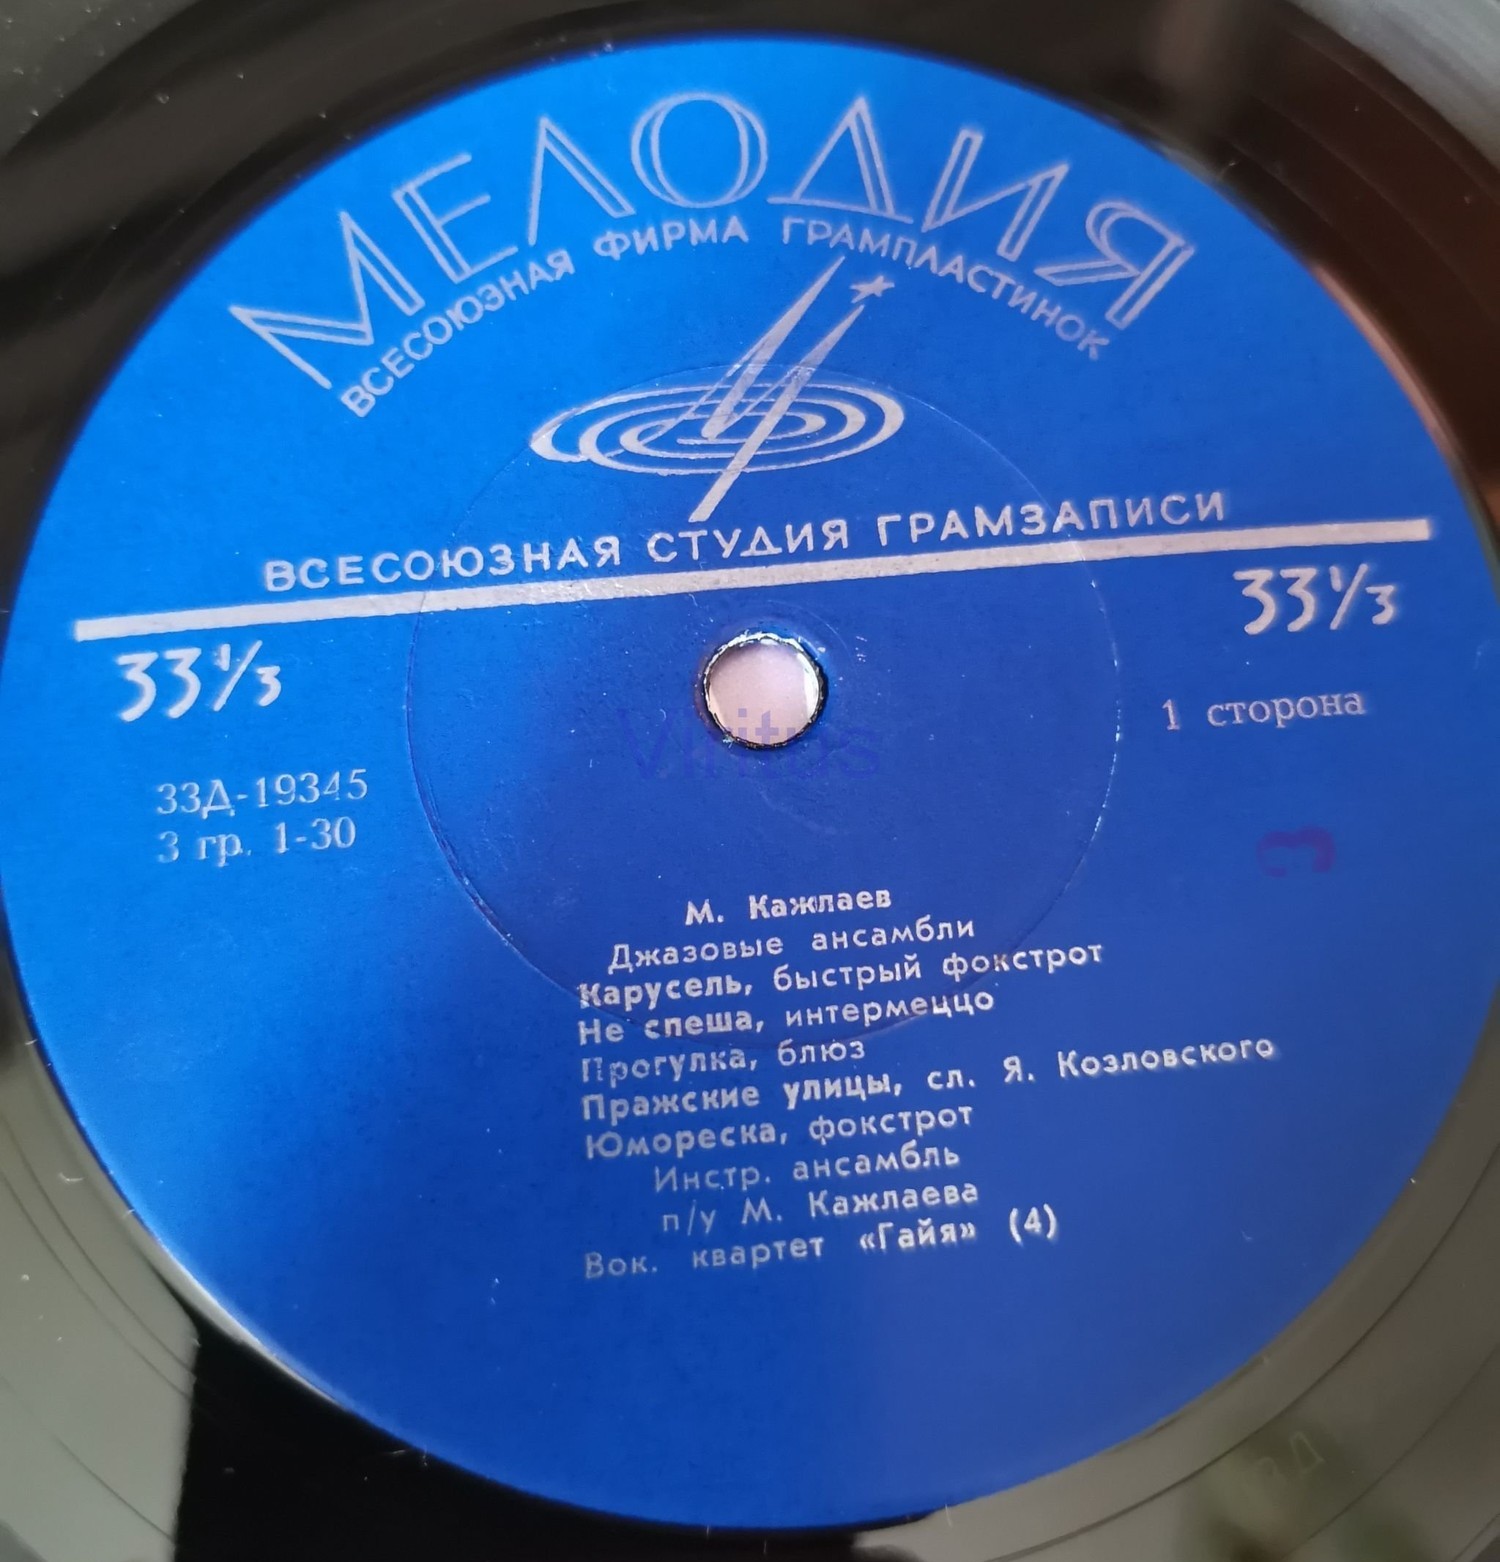 МЕЛОДИЯ
ВСЕСОЮЗНАЯ ФИРМА ГРАМПЛАСТИНОК
ВСЕСОЮЗНАЯ СТУДИЯ ГРАМЗАПИСИ
33⅓ 33⅓
1 сторона
33Д-19345
3 гр. 1-30
Viritus
М. Кажлаев
Джазовые ансамбли
Карусель, быстрый фокстрот
Не спеша, интермеццо
Прогулка, блюз
Пражские улицы, сл. Я. Козловского
Юмореска, фокстрот
Инстр. ансамбль
п/у М. Кажлаева
Вок. квартет «Гайя» (4)